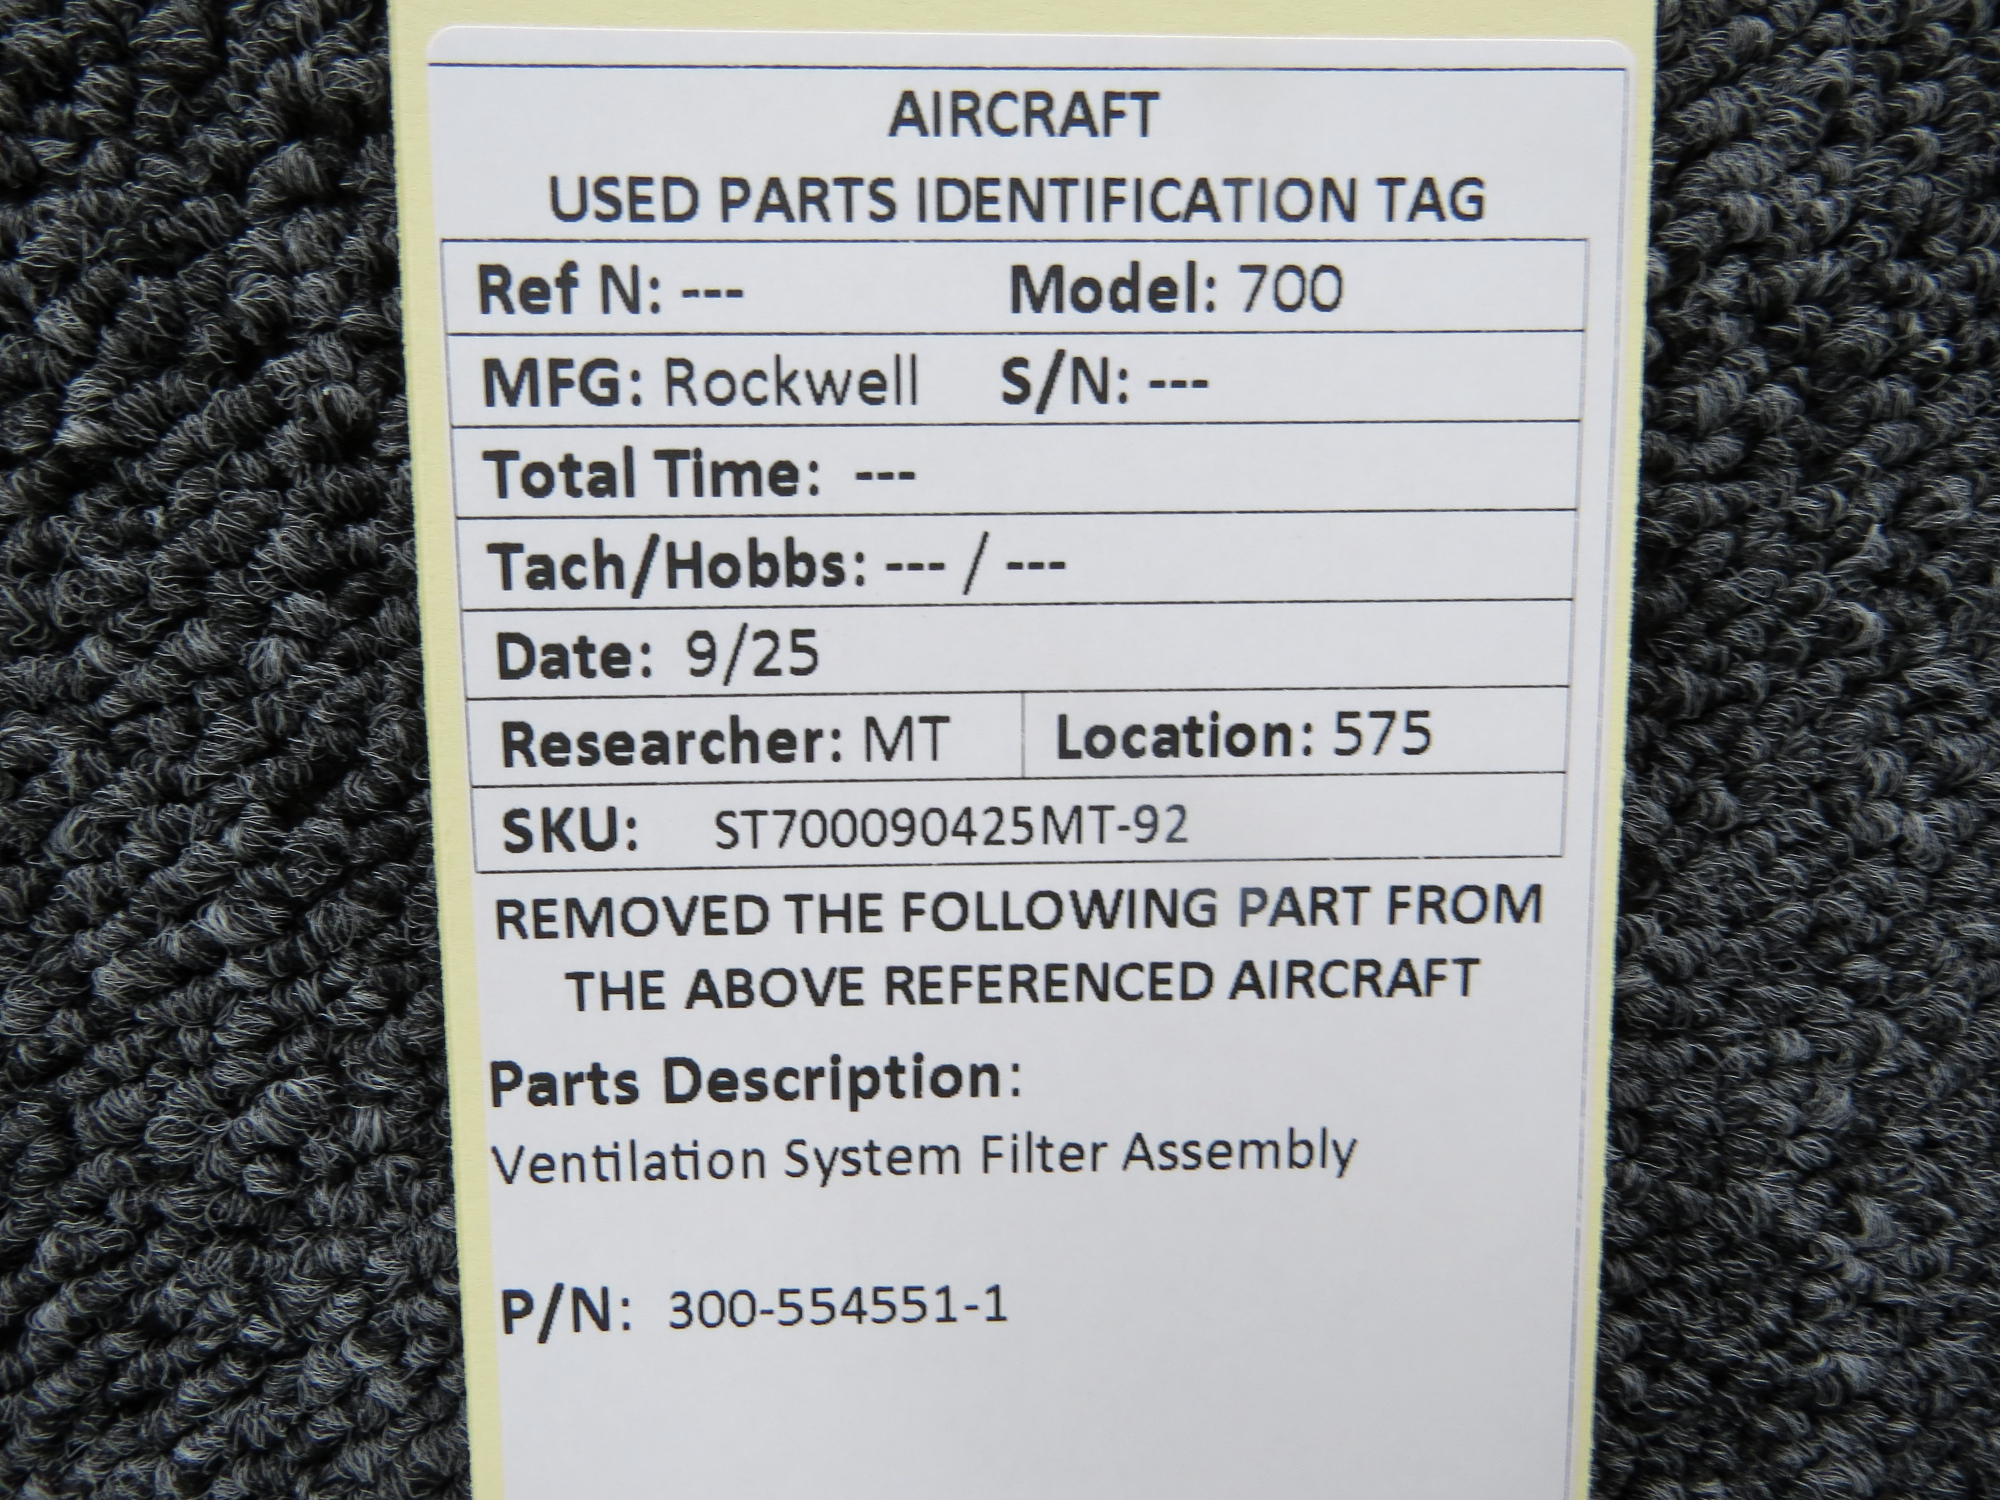 AIRCRAFT
USED PARTS IDENTIFICATION TAG
Ref N: --- Model: 700
MFG: Rockwell S/N: ---
Total Time: ---
Tach/Hobbs: --- / ---
Date: 9/25
Researcher: MT Location: 575
SKU: ST700090425MT-92
REMOVED THE FOLLOWING PART FROM
THE ABOVE REFERENCED AIRCRAFT
Parts Description:
Ventilation System Filter Assembly
P/N: 300-554551-1